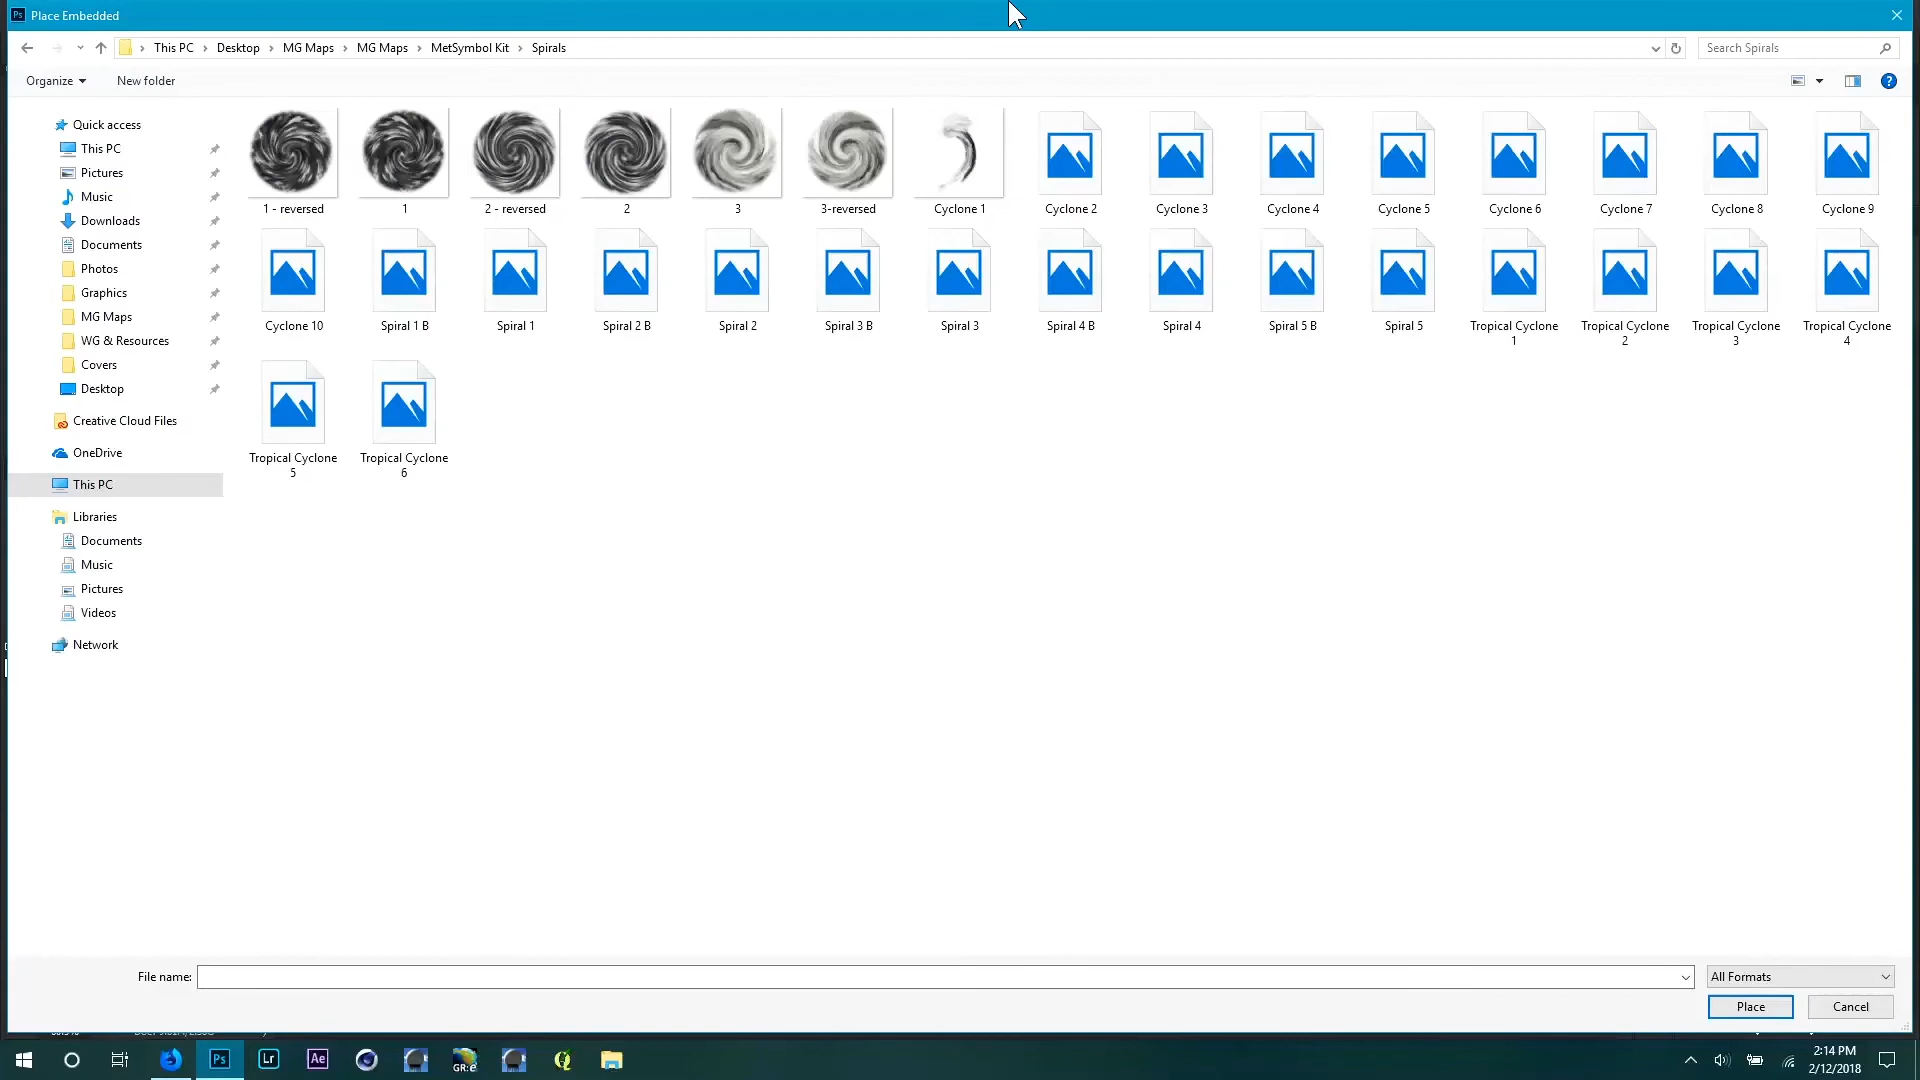 Ps Place Embedded
This PC Desktop MG Maps MG Maps MetSymbol Kit Spirals
Search Spirals
Organize New folder
Quick access
This PC
Pictures
Music
Downloads
Documents
Photos
Graphics
MG Maps
WG & Resources
Covers
Desktop
Creative Cloud Files
OneDrive
This PC
Libraries
Documents
Music
Pictures
Videos
Network
1 - reversed 1 2 - reversed 2 3 3-reversed Cyclone 1 Cyclone 2 Cyclone 3 Cyclone 4 Cyclone 5 Cyclone 6 Cyclone 7 Cyclone 8 Cyclone 9
Cyclone 10 Spiral 1 B Spiral 1 Spiral 2 B Spiral 2 Spiral 3 B Spiral 3 Spiral 4 B Spiral 4 Spiral 5 B Spiral 5 Tropical Cyclone Tropical Cyclone Tropical Cyclone Tropical Cyclone
1 2 3 4
Tropical Cyclone Tropical Cyclone
5 6
File name:
All Formats
Place Cancel
Ps Lr Ae GR:e
2:14 PM
2/12/2018